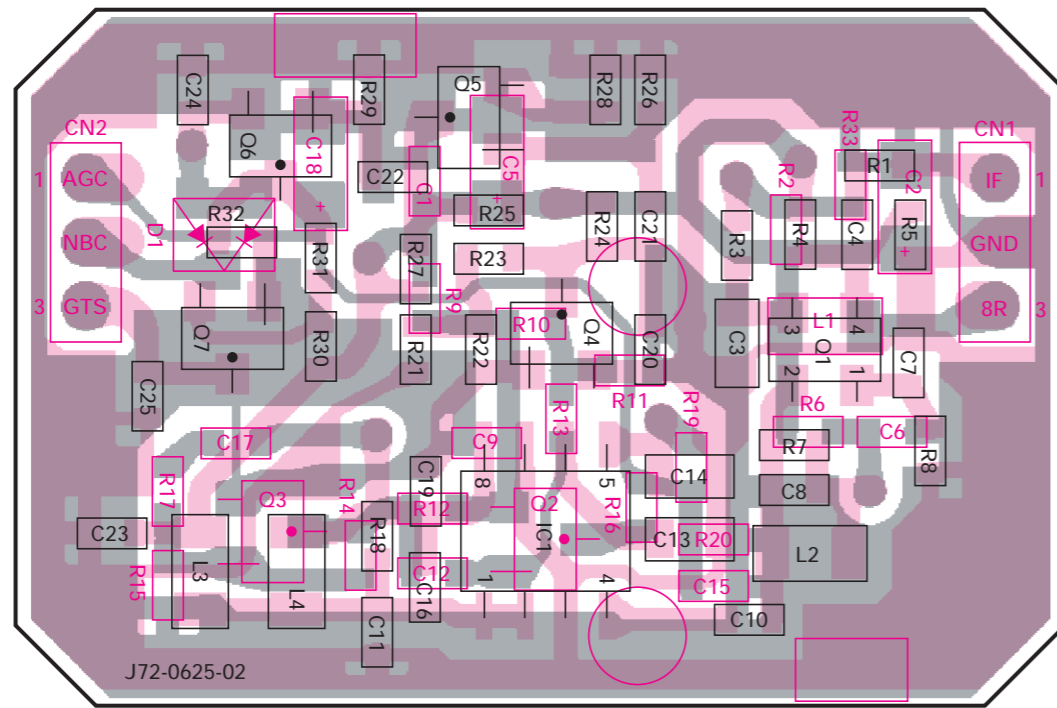 C24
Q6
C18
+
R29
Q5
R28
R26
CN2
1
AGC
NBC
3
GTS
D1
R32
R31
C22
C1
C5
+
R25
R27
R23
R9
R24
C21
R2
R33
R1
C2
R3
R4
C4
R5
+
CN1
IF
1
GND
8R
3
Q7
R30
R21
R22
R10
Q4
C20
R11
C3
3
L1
4
Q1
2
1
C7
C25
C17
C9
R13
R19
R6
R7
C6
R8
R17
Q3
R14
C19
R12
8
Q2
5
R16
C14
C8
C23
R18
IC1
C13
R20
L2
R15
L3
L4
C12
C16
1
4
C15
C11
C10
J72-0625-02